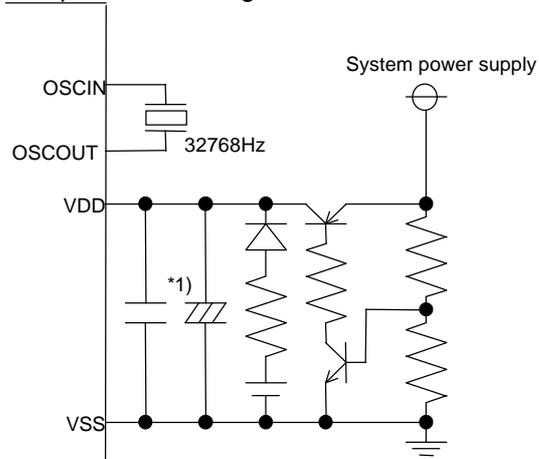 System power supply
OSCIN
32768Hz
OSCOUT
VDD
*1)
VSS